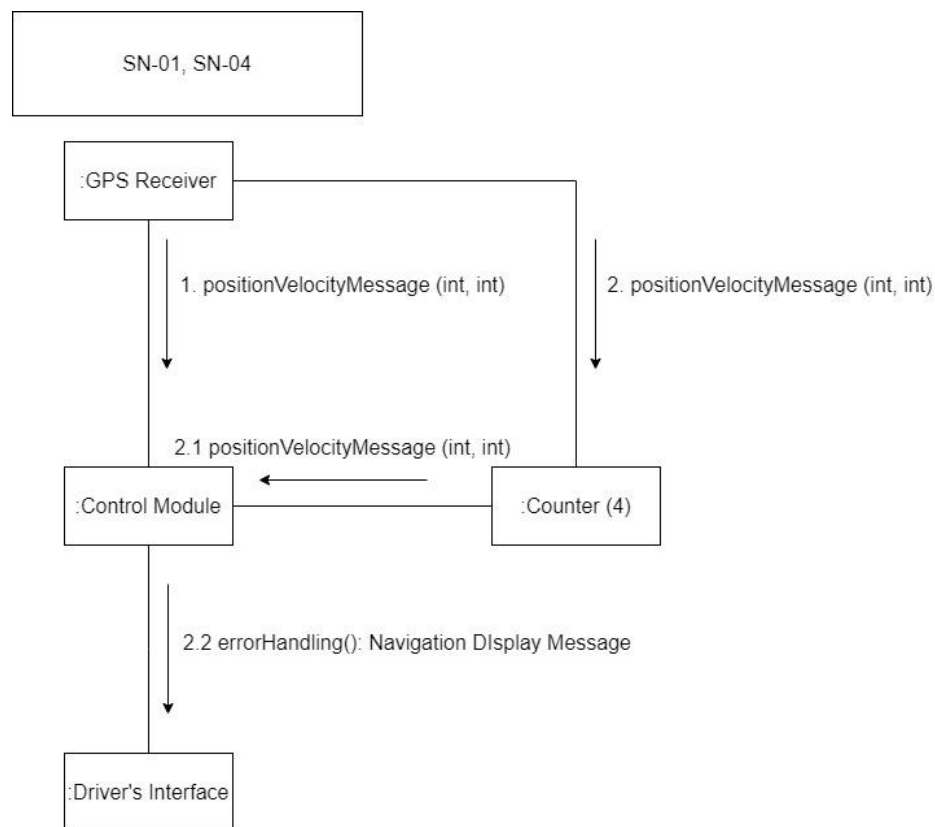 SN-01, SN-04
:GPS Receiver
1. positionVelocityMessage (int, int)
2. positionVelocityMessage (int, int)
2.1 positionVelocityMessage (int, int)
:Control Module
:Counter (4)
2.2 errorHandling(): Navigation DIsplay Message
:Driver's Interface